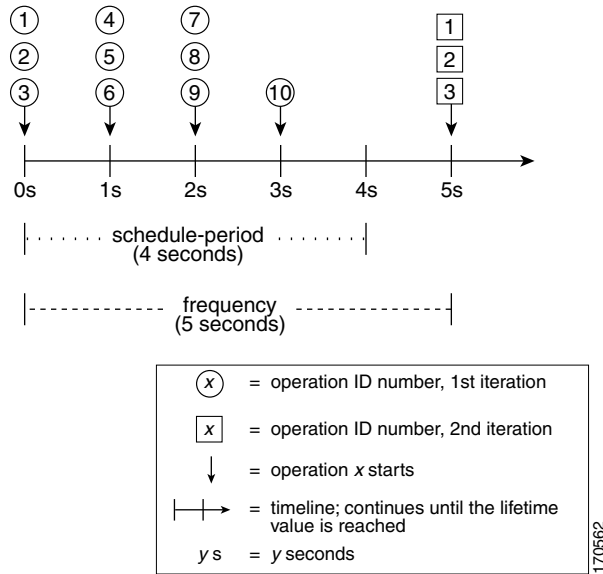 1 4 7 1
2 5 8 2
3 6 9 10 3
0s 1s 2s 3s 4s 5s
schedule-period
(4 seconds)
frequency
(5 seconds)
x = operation ID number, 1st iteration
x = operation ID number, 2nd iteration
= operation x starts
= timeline; continues until the lifetime
value is reached
y s = y seconds
170562